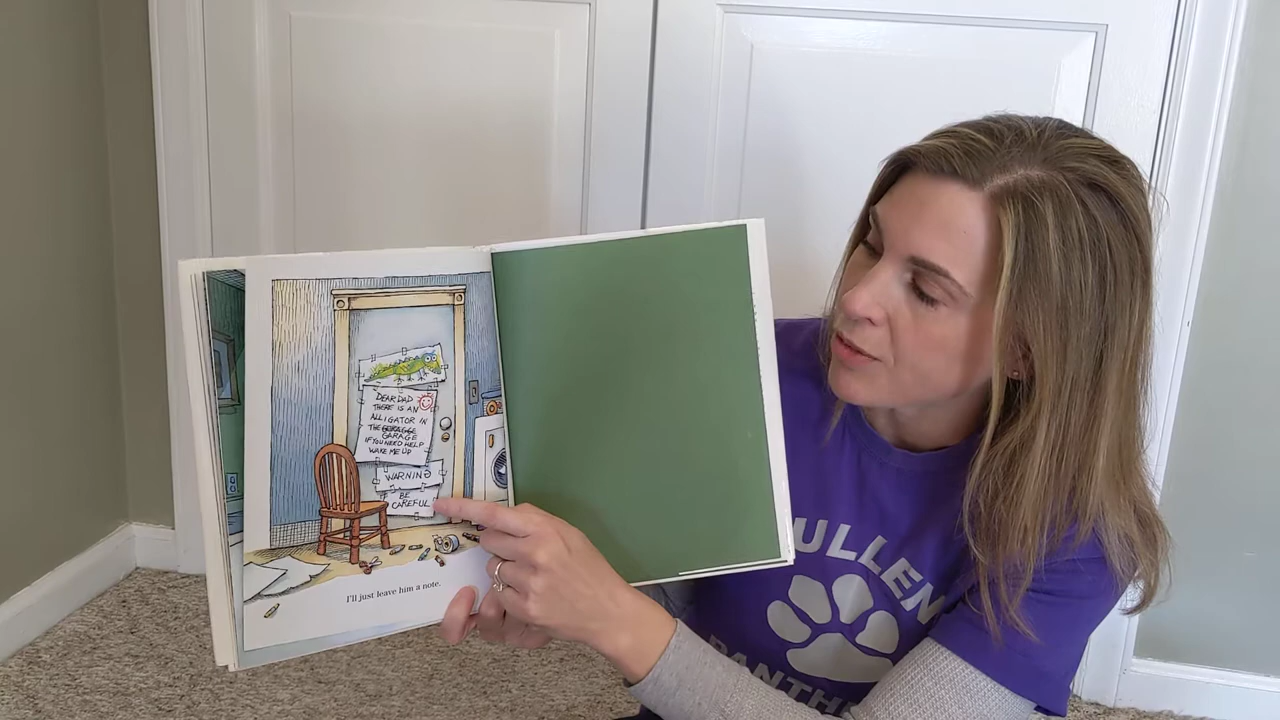 DEAR DAD
THERE IS AN
ALLIGATOR IN
THE
GARAGE
IF YOU NEED HELP
WAKE ME UP
WARNING
BE
CAREFUL
I'll just leave him a note.
ULLEN
PANTH